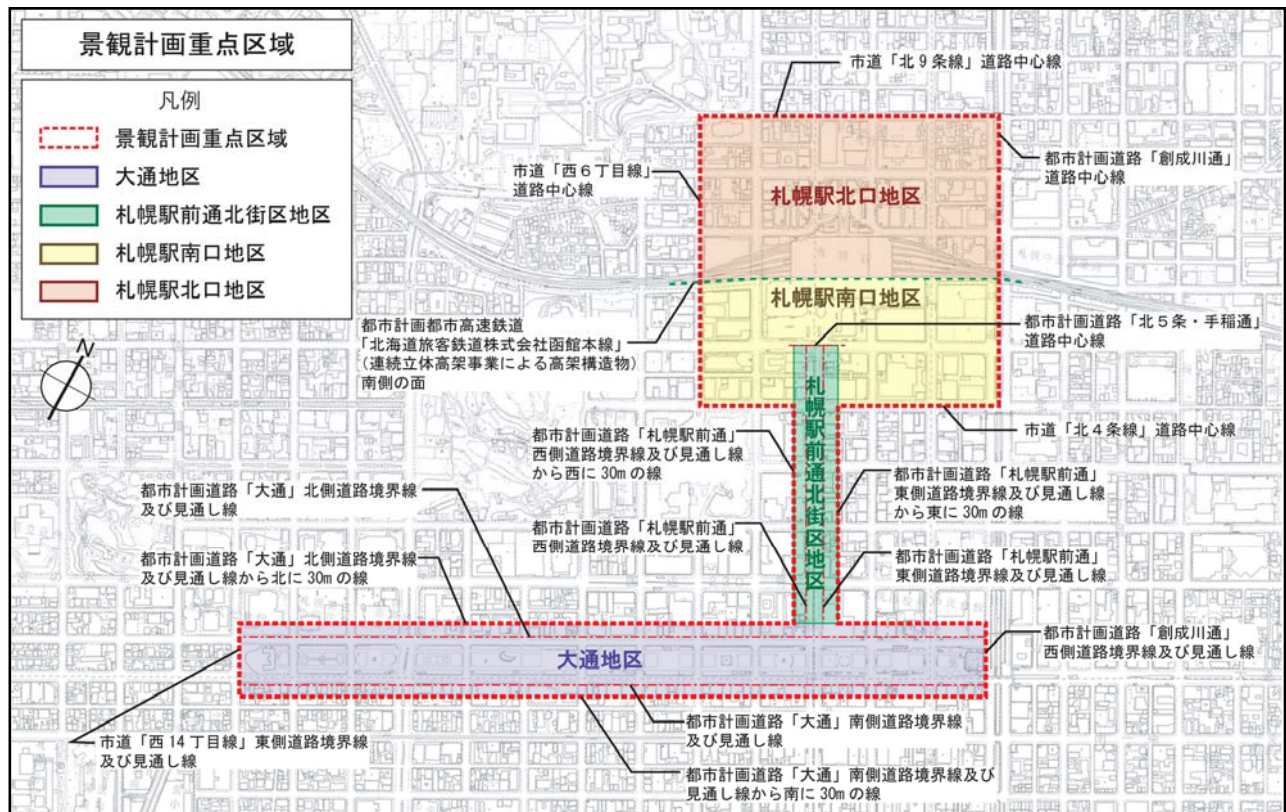 景観計画重点区域
凡例
景観計画重点区域
大通地区
札幌駅前通北街区地区
札幌駅南口地区
札幌駅北口地区
N
市道「北9条線」道路中心線
都市計画道路「創成川通」
道路中心線
市道「西6丁目線」
道路中心線
札幌駅北口地区
札幌駅南口地区
都市計画都市高速鉄道
「北海道旅客鉄道株式会社函館本線」
(連続立体高架事業による高架構造物)
南側の面
都市計画道路「北5条・手稲通」
道路中心線
市道「北4条線」道路中心線
札幌駅前通北街区地区
都市計画道路「札幌駅前通」
西側道路境界線及び見通し線
から西に30mの線
都市計画道路「札幌駅前通」
東側道路境界線及び見通し線
から東に30mの線
都市計画道路「大通」北側道路境界線
及び見通し線
都市計画道路「札幌駅前通」
西側道路境界線及び見通し線
都市計画道路「札幌駅前通」
東側道路境界線及び見通し線
都市計画道路「大通」北側道路境界線
及び見通し線から北に30mの線
大通地区
都市計画道路「創成川通」
西側道路境界線及び見通し線
都市計画道路「大通」南側道路境界線
及び見通し線
市道「西14丁目線」東側道路境界線
及び見通し線
都市計画道路「大通」南側道路境界線及び
見通し線から南に30mの線